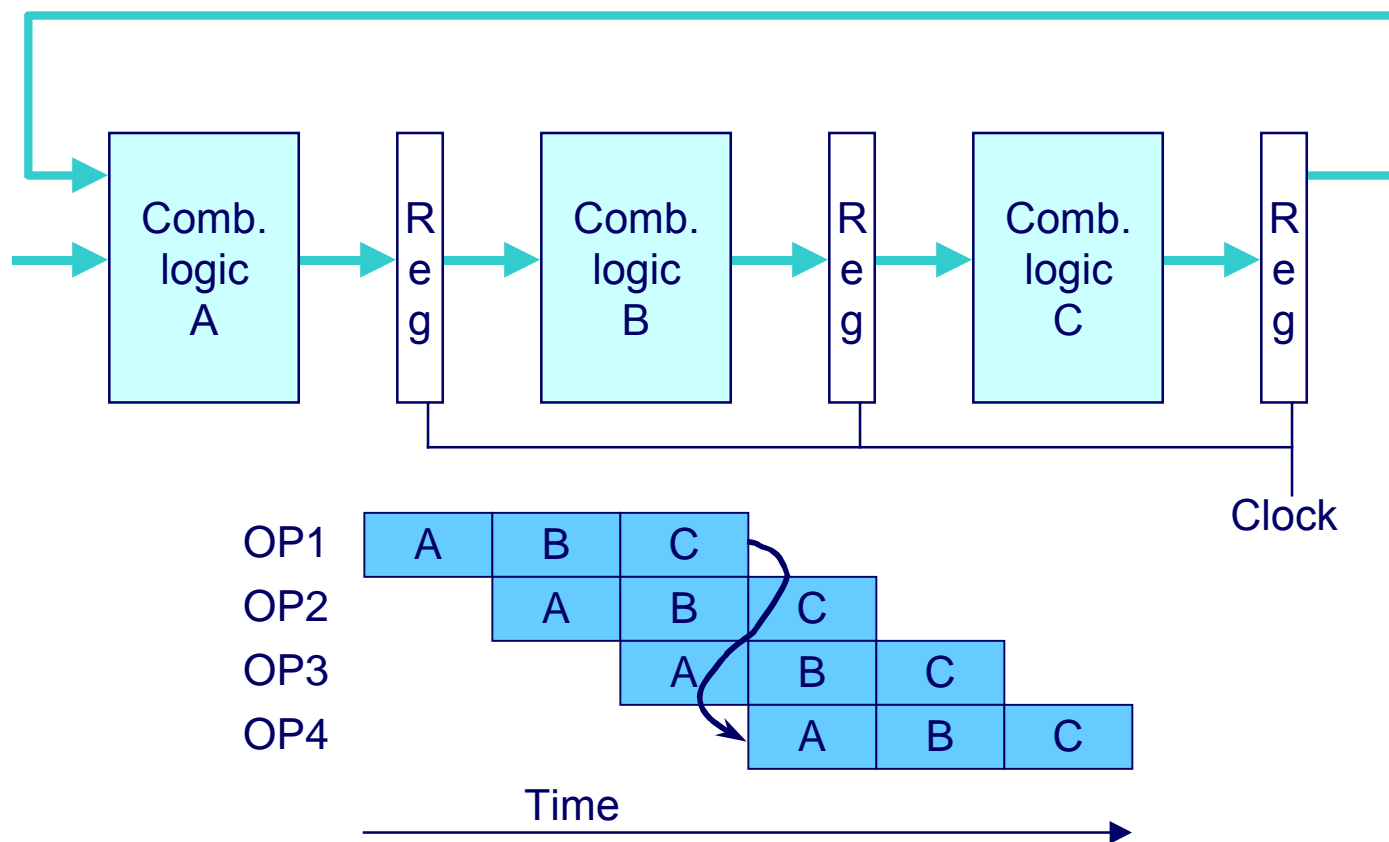 Comb.
logic
A
R
e
g
Comb.
logic
B
R
e
g
Comb.
logic
C
R
e
g
Clock
OP1 A B C
OP2 A B C
OP3 A B C
OP4 A B C
Time